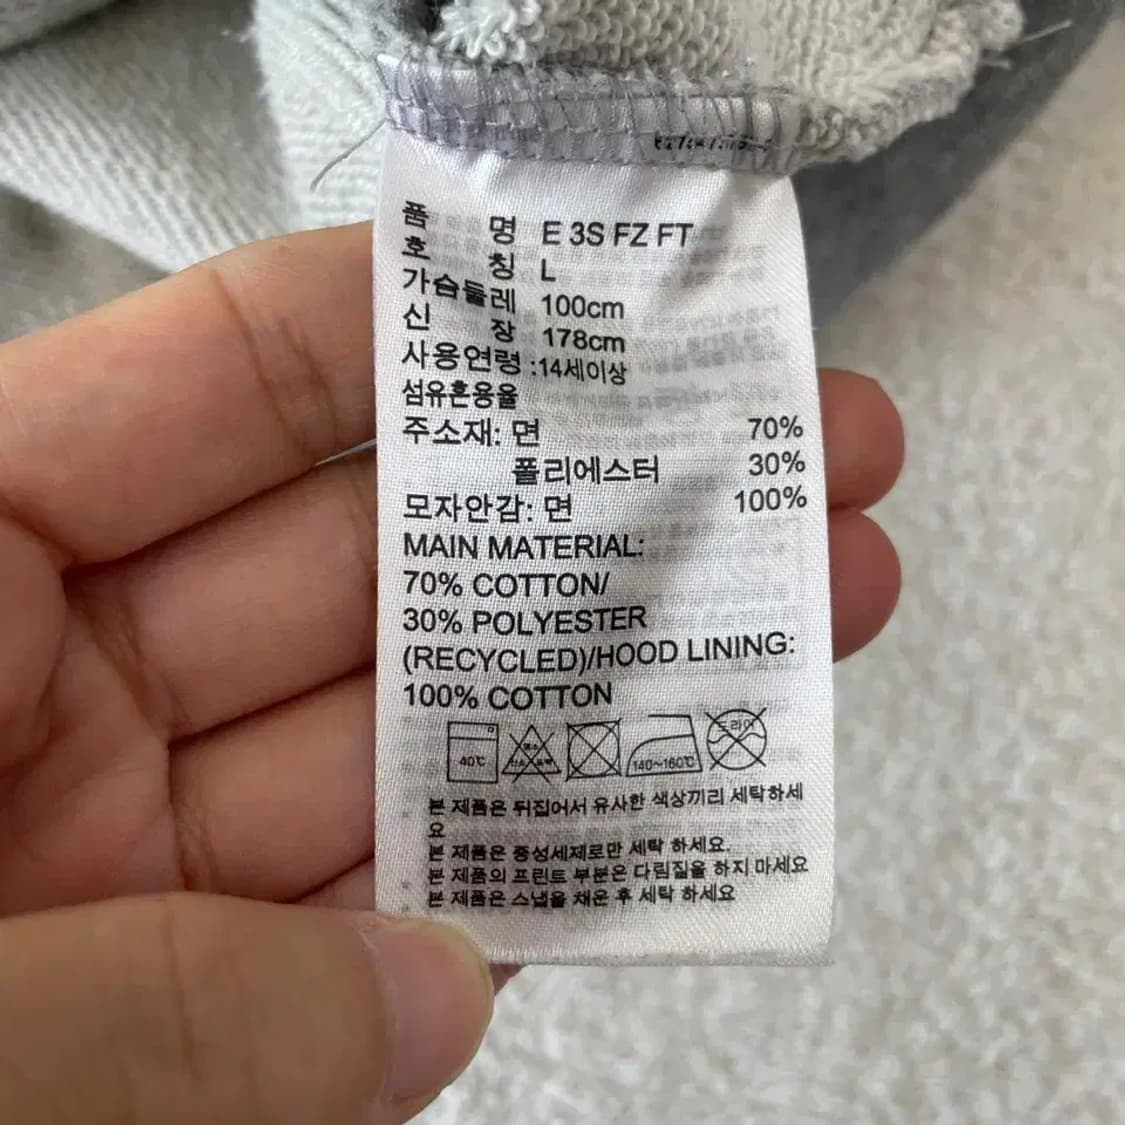 품 명 E 3S FZ FT
호 칭 L
가슴둘레 100cm
신 장 178cm
사용연령 :14세이상
섬유혼용율
주소재: 면 70%
폴리에스터 30%
모자안감: 면 100%
MAIN MATERIAL:
70% COTTON/
30% POLYESTER
(RECYCLED)/HOOD LINING:
100% COTTON
40℃ 140~160℃ 드라이
본 제품은 뒤집어서 유사한 색상끼리 세탁하세
요
본 제품은 중성세제로만 세탁 하세요.
본 제품의 프린트 부분은 다림질을 하지 마세요
본 제품은 스냅을 채운 후 세탁 하세요